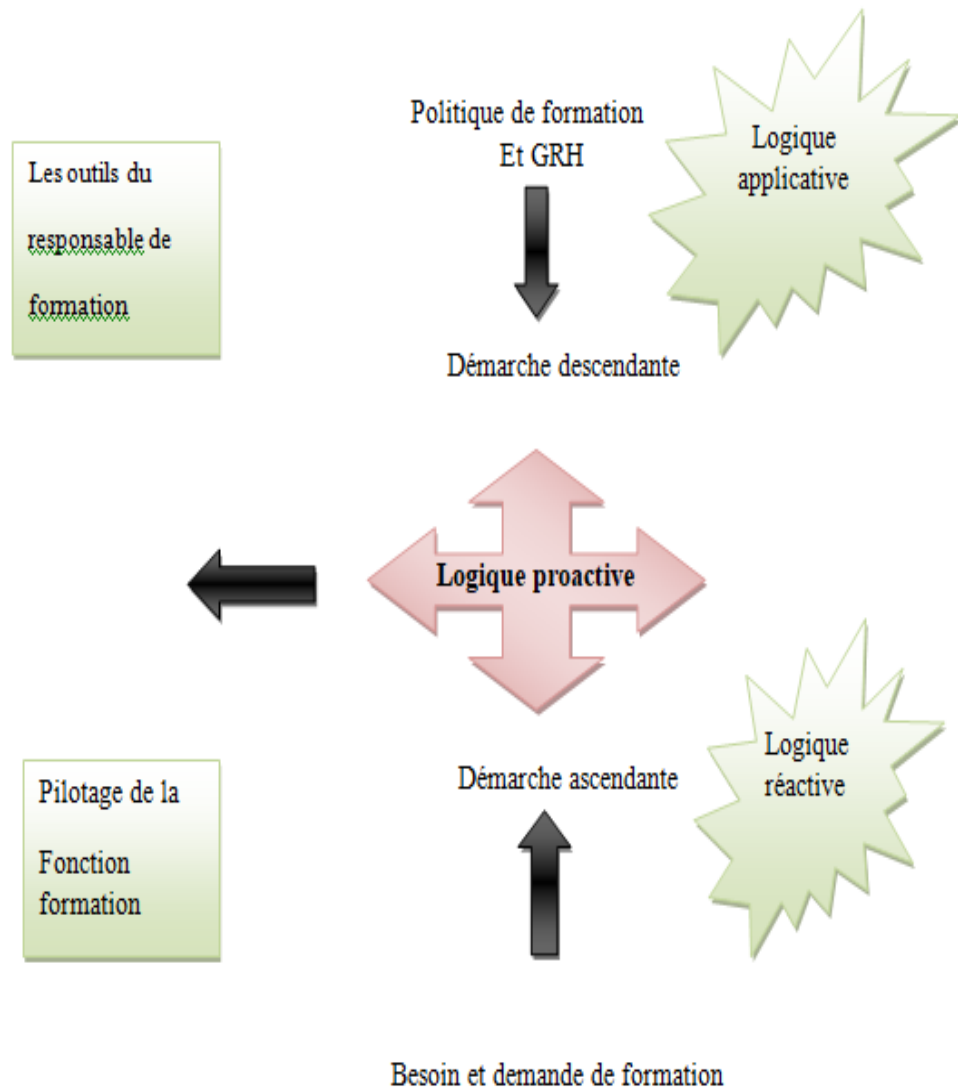 Politique de formation
Et GRH
Logique
applicative
Les outils du
responsable de
formation
Démarche descendante
Logique proactive
Démarche ascendante
Logique
réactive
Pilotage de la
Fonction
formation
Besoin et demande de formation